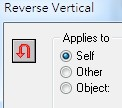 Reverse Vertical
Applies to
Self
Other
Object: